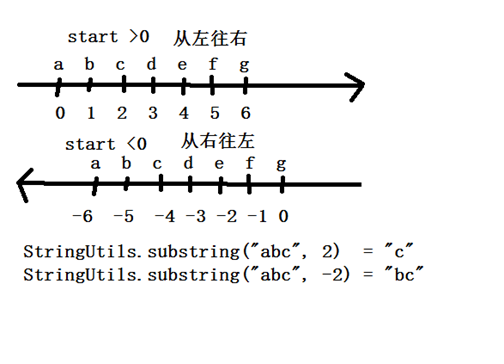 start >0 从左往右
a b c d e f g
0 1 2 3 4 5 6
start <0 从右往左
a b c d e f g
-6 -5 -4 -3 -2 -1 0
StringUtils.substring("abc", 2) = "c"
StringUtils.substring("abc", -2) = "bc"